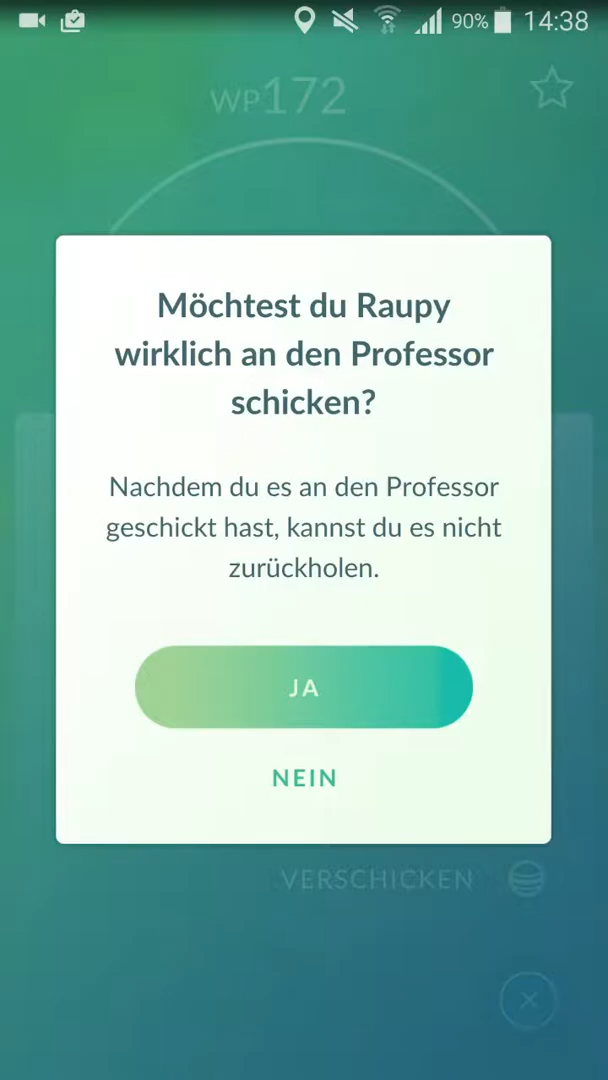 90% 14:38
WP172
Möchtest du Raupy
wirklich an den Professor
schicken?
Nachdem du es an den Professor
geschickt hast, kannst du es nicht
zurückholen.
JA
NEIN
VERSCHICKEN